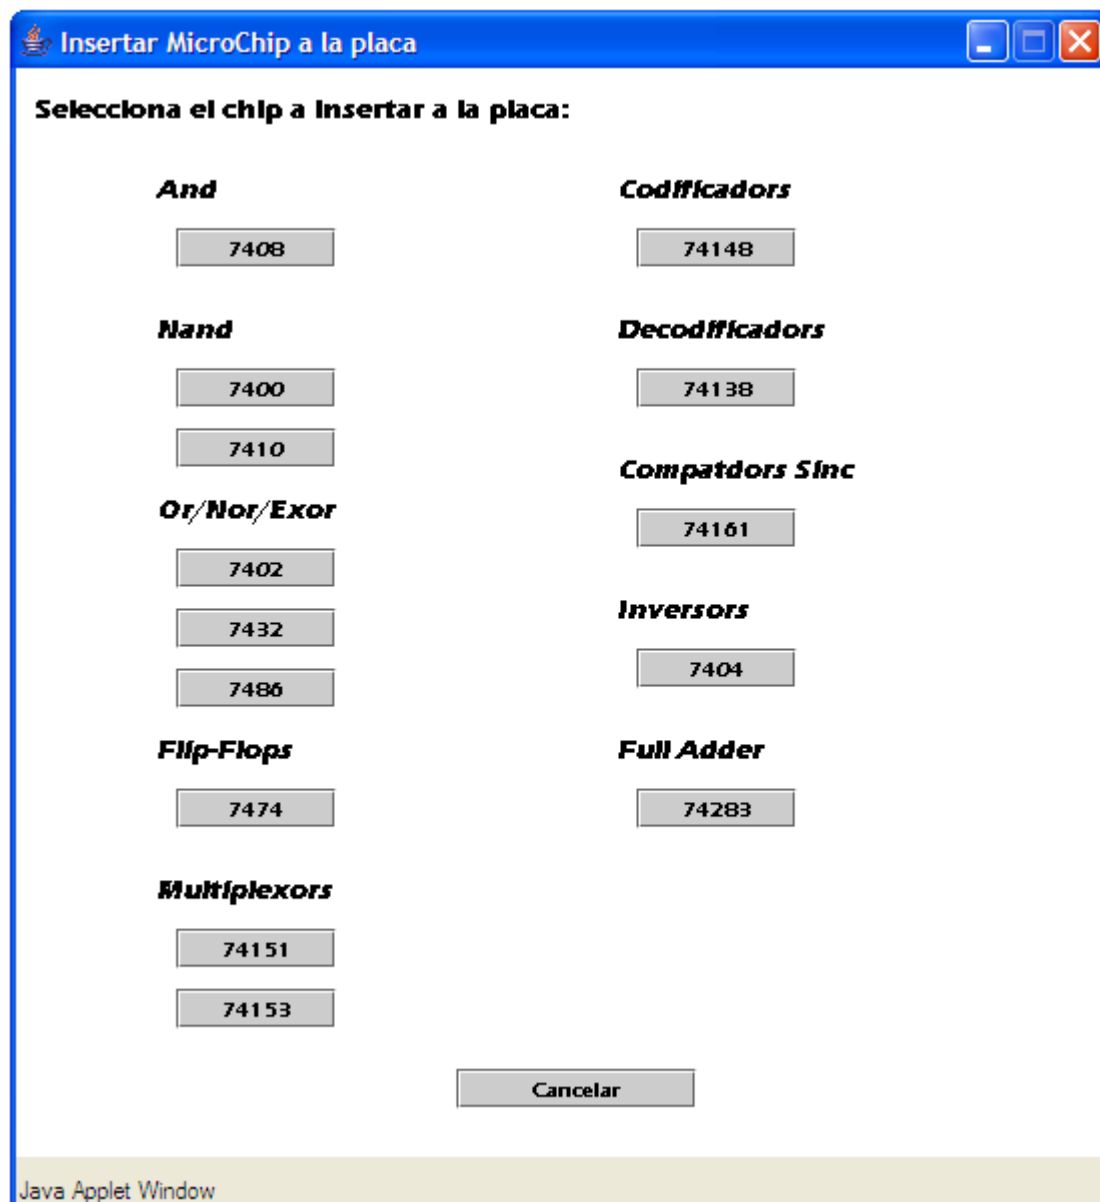 Insertar MicroChip a la placa
Selecciona el chip a insertar a la placa:
And
7408
Nand
7400
7410
Or/Nor/Exor
7402
7432
7486
Flip-Flops
7474
Multiplexors
74151
74153
Codificadors
74148
Decodificadors
74138
Compatdors Sinc
74161
Inversors
7404
Full Adder
74283
Cancelar
Java Applet Window